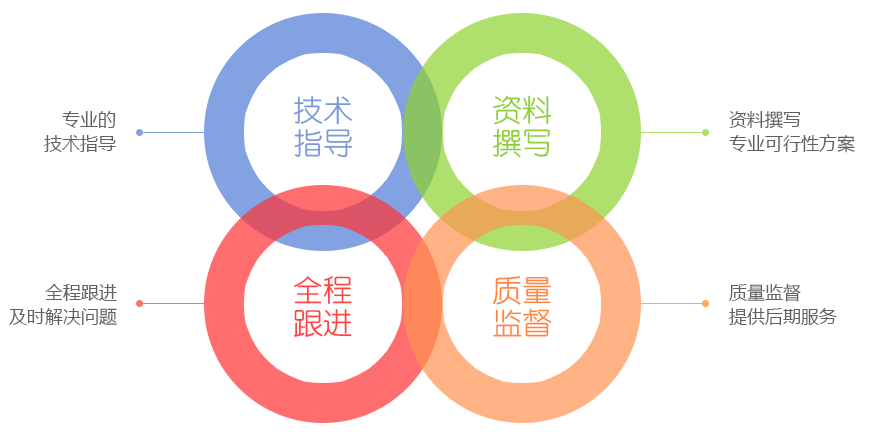 专业的
技术指导
技术
指导
资料
撰写
资料撰写
专业可行性方案
全程跟进
及时解决问题
全程
跟进
质量
监督
质量监督
提供后期服务